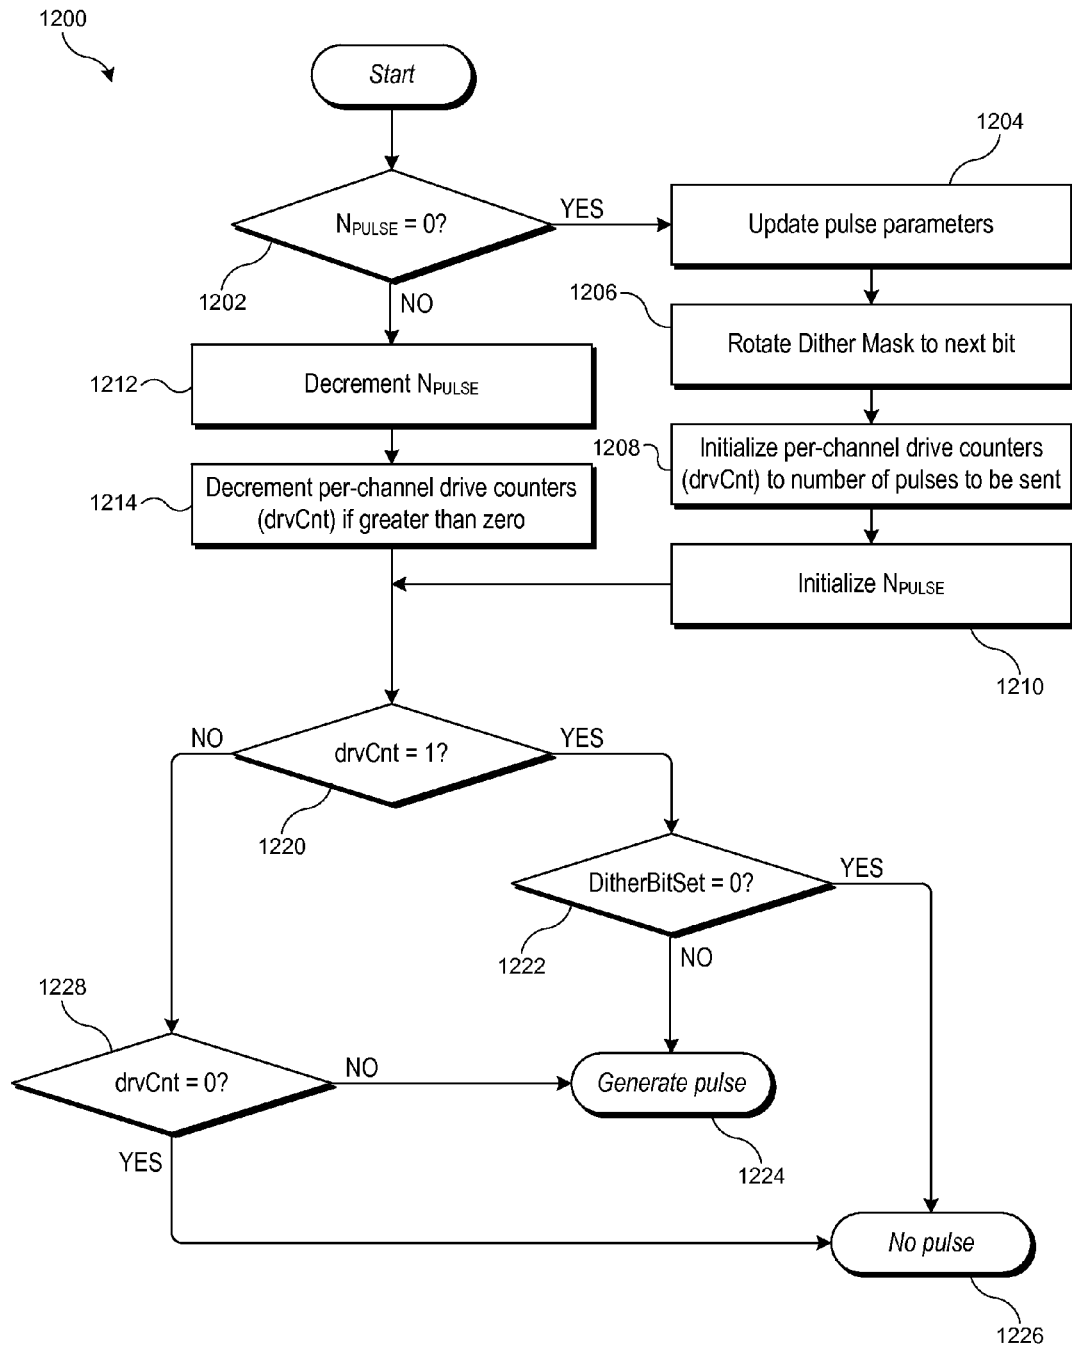 1200
Start
1204
N_PULSE = 0?
YES
Update pulse parameters
1202
NO
1206
Rotate Dither Mask to next bit
1212
Decrement N_PULSE
1208
Initialize per-channel drive counters
(drvCnt) to number of pulses to be sent
1214
Decrement per-channel drive counters
(drvCnt) if greater than zero
Initialize N_PULSE
1210
NO
drvCnt = 1?
YES
1220
DitherBitSet = 0?
YES
1222
NO
1228
drvCnt = 0?
NO
Generate pulse
YES
1224
No pulse
1226